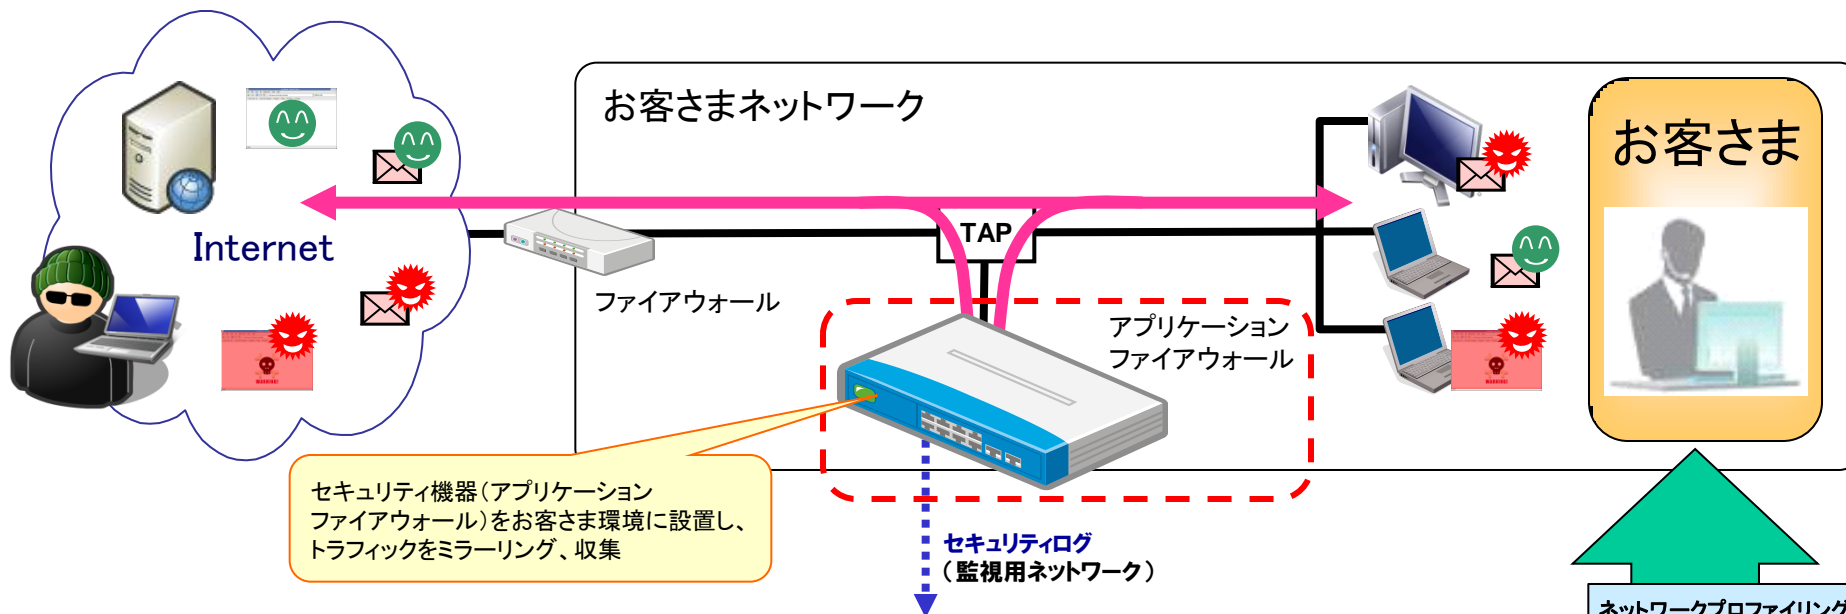 お客さまネットワーク
お客さま
Internet
TAP
ファイアウォール
アプリケーション
ファイアウォール
セキュリティ機器（アプリケーション
ファイアウォール）をお客さま環境に設置し、
トラフィックをミラーリング、収集
セキュリティログ
（監視用ネットワーク）
WARNING!
WARNING!
ネットワークプロファイリング